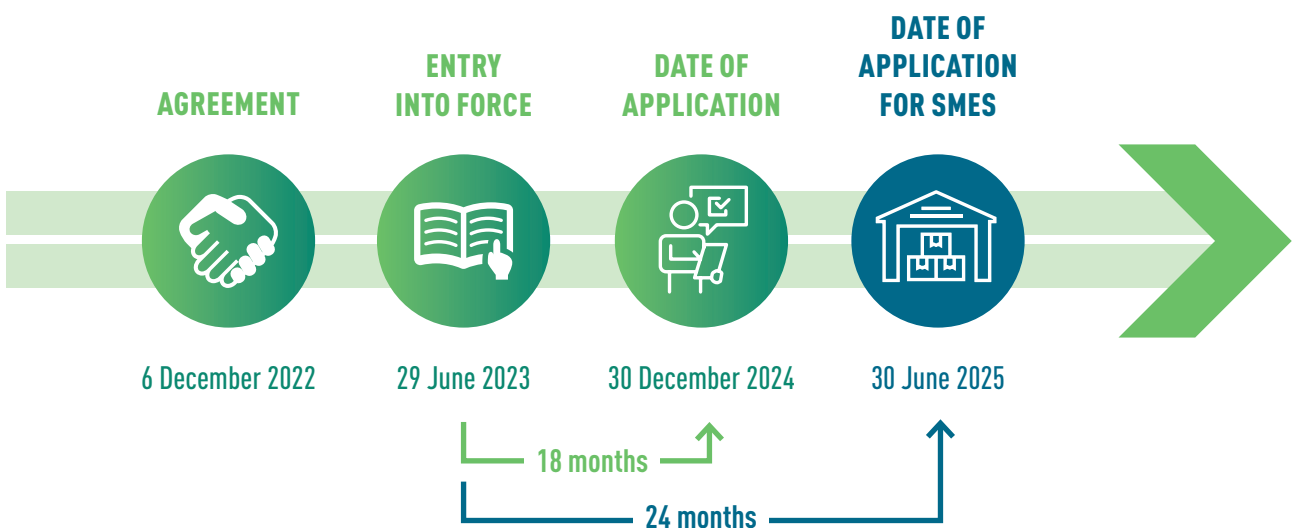 AGREEMENT
ENTRY
INTO FORCE
DATE OF
APPLICATION
DATE OF
APPLICATION
FOR SMES
6 December 2022
29 June 2023
30 December 2024
30 June 2025
18 months
24 months